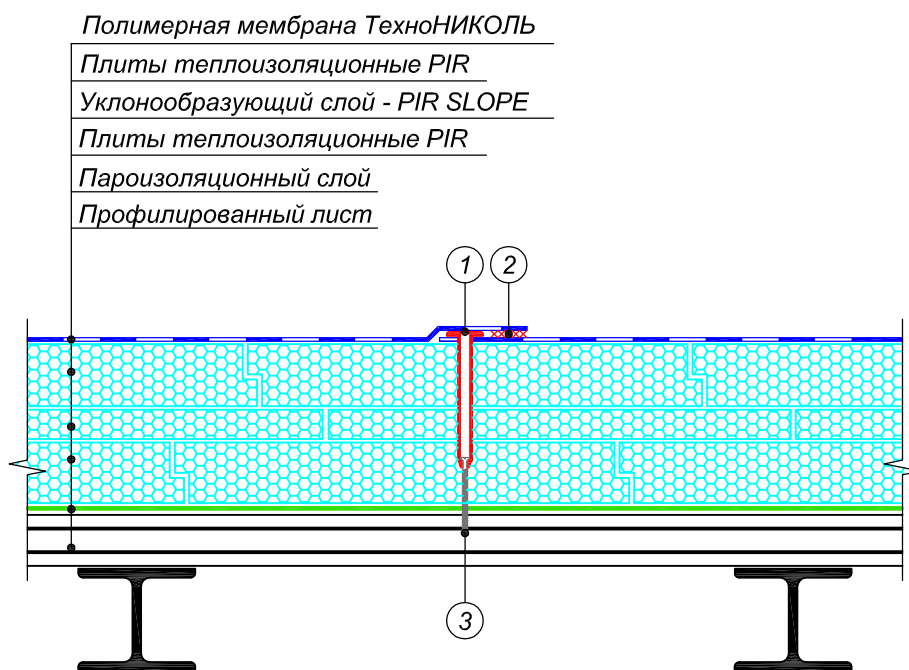 Полимерная мембрана ТехноНИКОЛЬ
Плиты теплоизоляционные PIR
Уклонообразующий слой - PIR SLOPE
Плиты теплоизоляционные PIR
Пароизоляционный слой
Профилированный лист
1 2
3